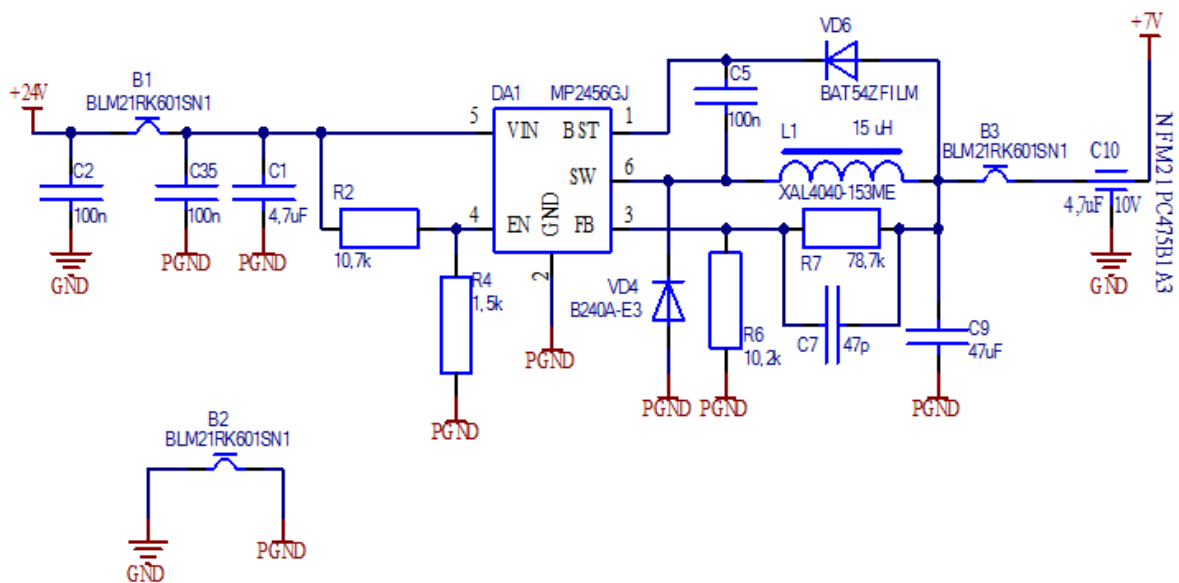 +7V
VD6
BAT54ZFILM
B1
BLM21RK601SN1
+24V
DA1
MP2456GJ
C5
100n
5
VIN
BST
1
L1
15 uH
XAL4040-153ME
B3
BLM21RK601SN1
C10
4,7uF
10V
NFM21PC475B1A3
C2
100n
C35
100n
C1
4,7uF
SW
6
R2
10,7k
4
EN
GND
FB
3
2
R7
78,7k
GND
PGND
PGND
GND
R4
1,5k
VD4
B240A-E3
R6
10,2k
C7
47p
C9
47uF
PGND
PGND
PGND
PGND
PGND
B2
BLM21RK601SN1
GND
PGND